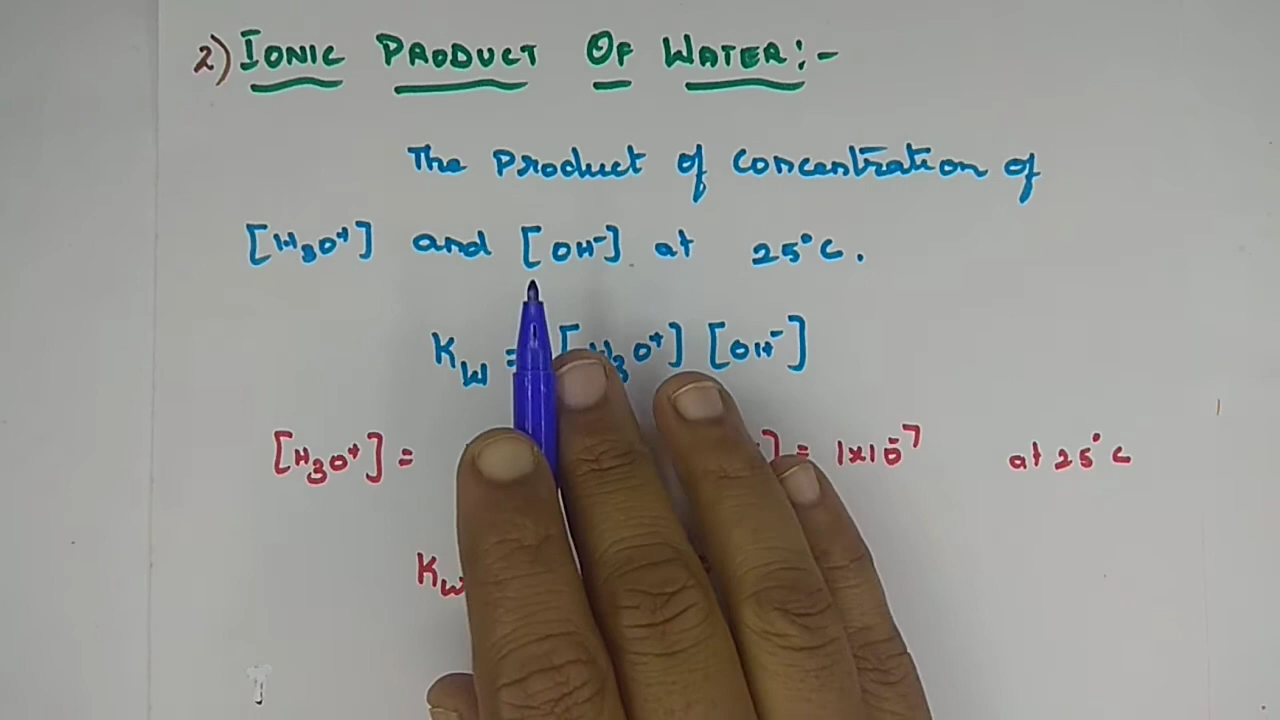 2) IONIC PRODUCT OF WATER:-
The Product of Concentration of
[H₃O⁺] and [OH⁻] at 25°C.
Kw = [H₃O⁺] [OH⁻]
[H₃O⁺] = ] = 1×10⁻⁷ at 25°C
Kw